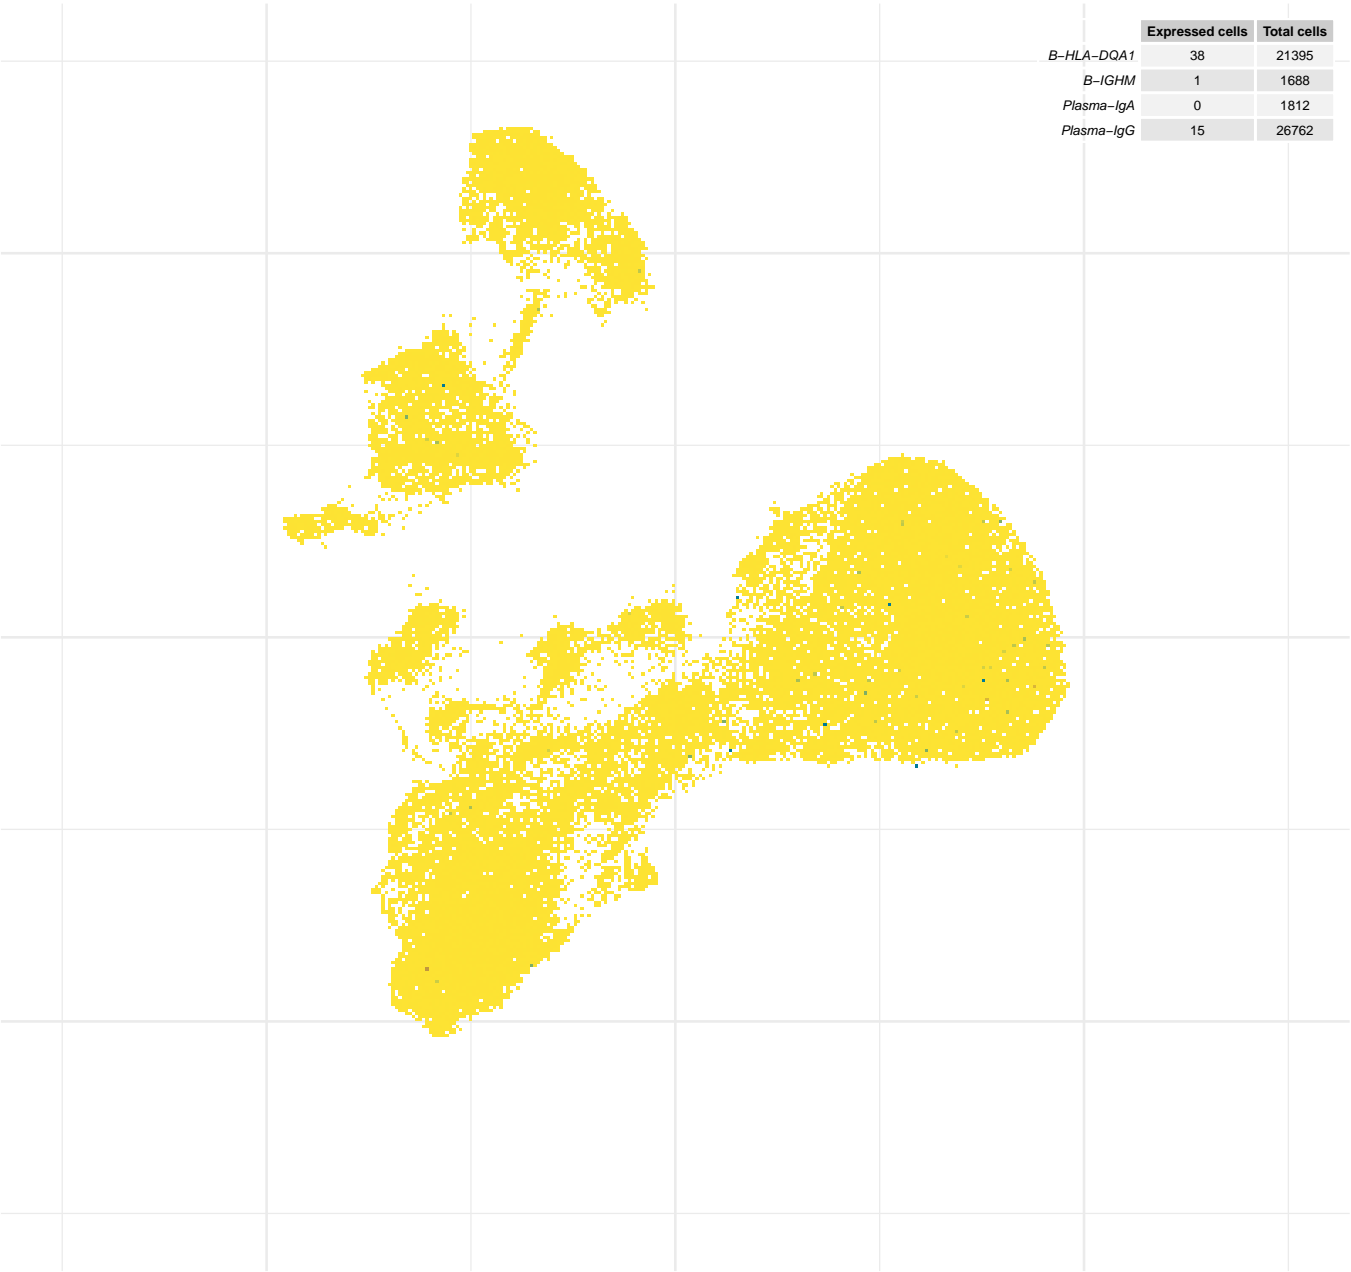 Expressed cells Total cells
B−HLA−DQA1 38 21395
B−IGHM 1 1688
Plasma−IgA 0 1812
Plasma−IgG 15 26762